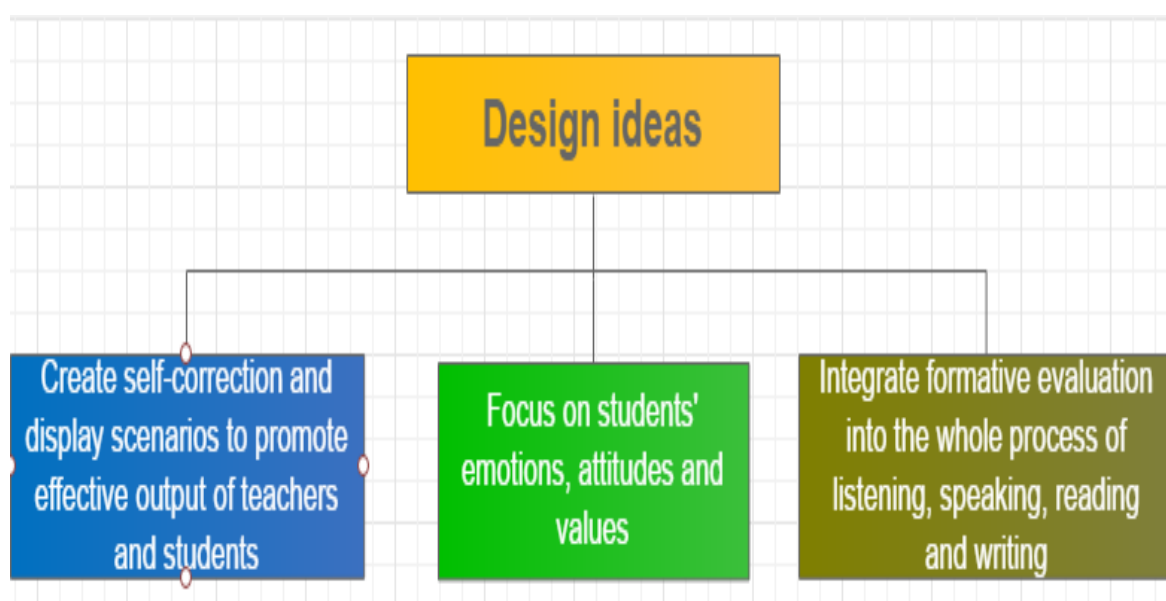 Design ideas
Create self-correction and
display scenarios to promote
effective output of teachers
and students
Focus on students'
emotions, attitudes and
values
Integrate formative evaluation
into the whole process of
listening, speaking, reading
and writing